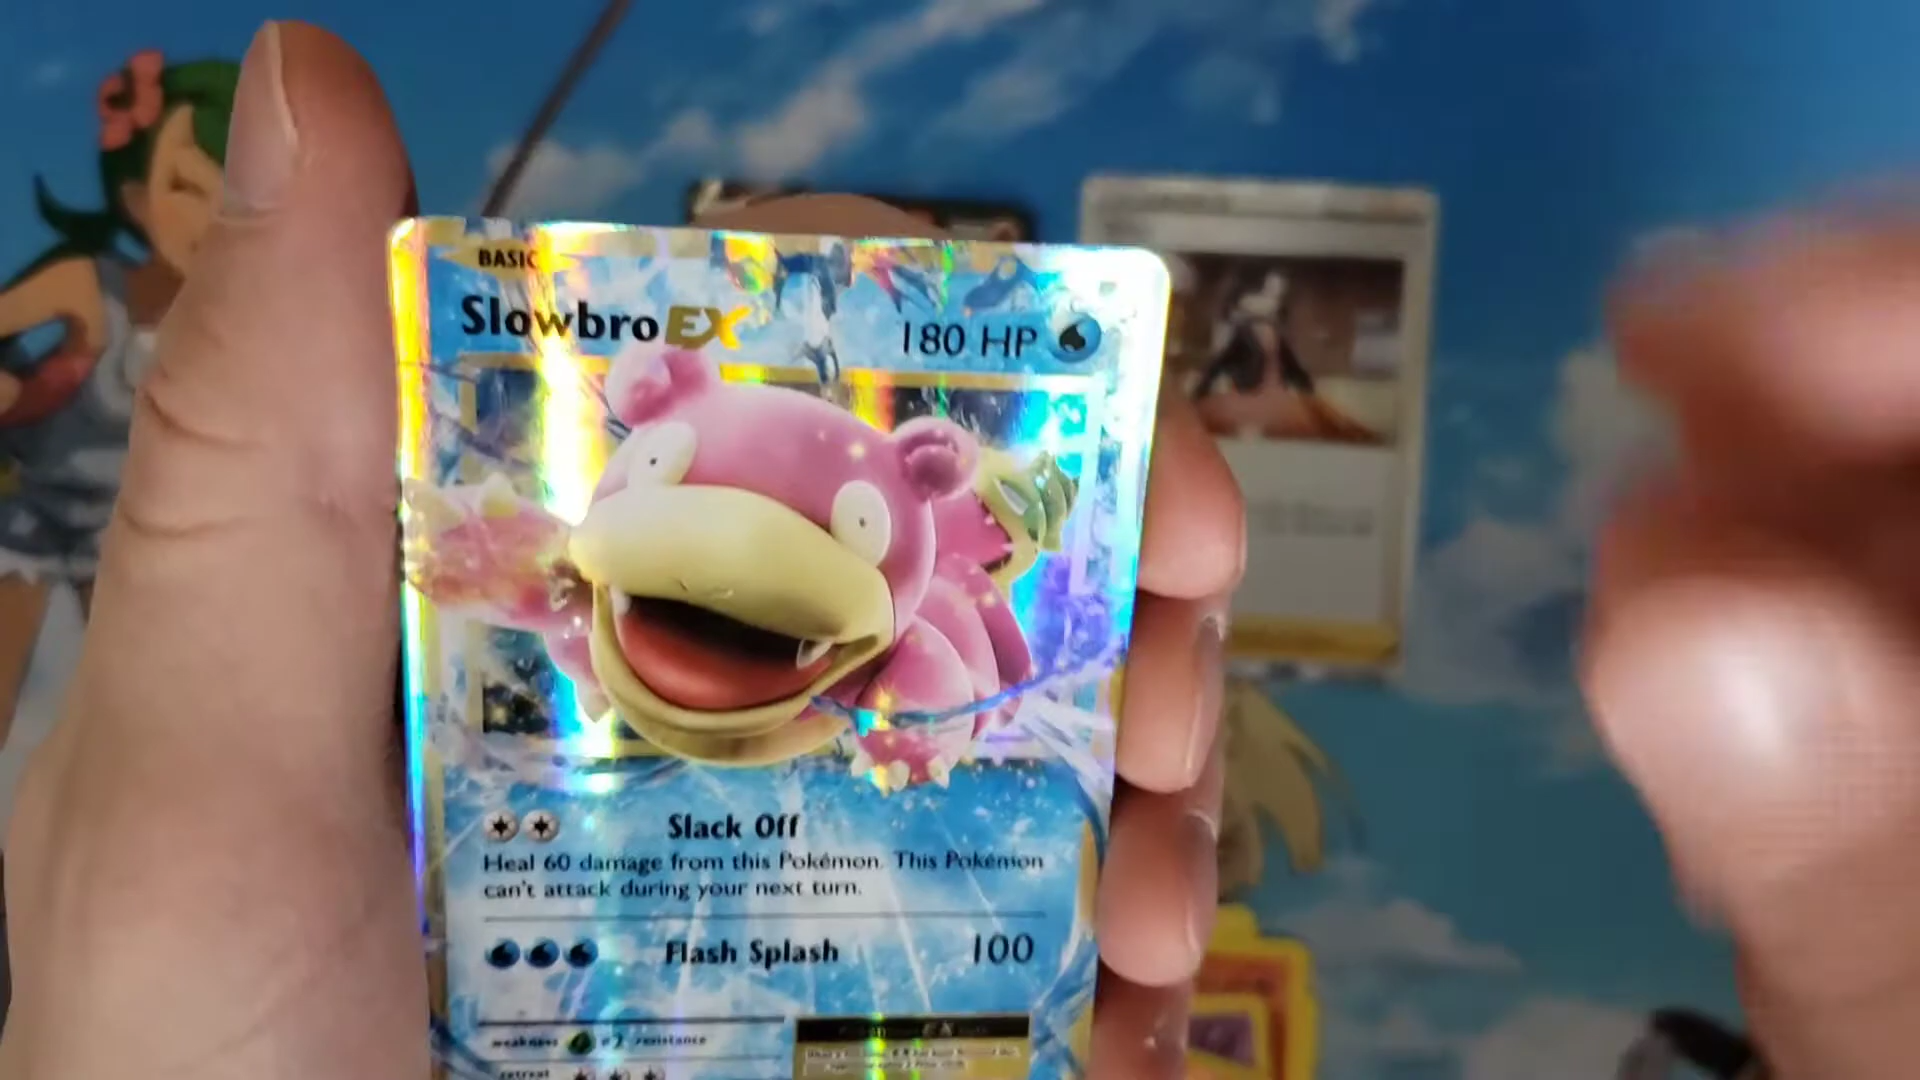 BASIC
Slowbro EX
180 HP
Slack Off
Heal 60 damage from this Pokémon. This Pokémon
can't attack during your next turn.
Flash Splash 100
weakness ×2 resistance
retreat